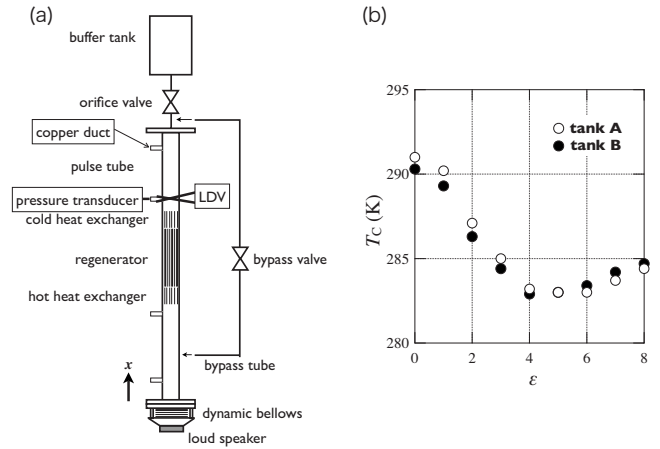 (a)
buffer tank
orifice valve
copper duct
pulse tube
pressure transducer
LDV
cold heat exchanger
regenerator
bypass valve
hot heat exchanger
bypass tube
x
dynamic bellows
loud speaker
(b)
295
290
285
280
T_C (K)
tank A
tank B
0 2 4 6 8
ε